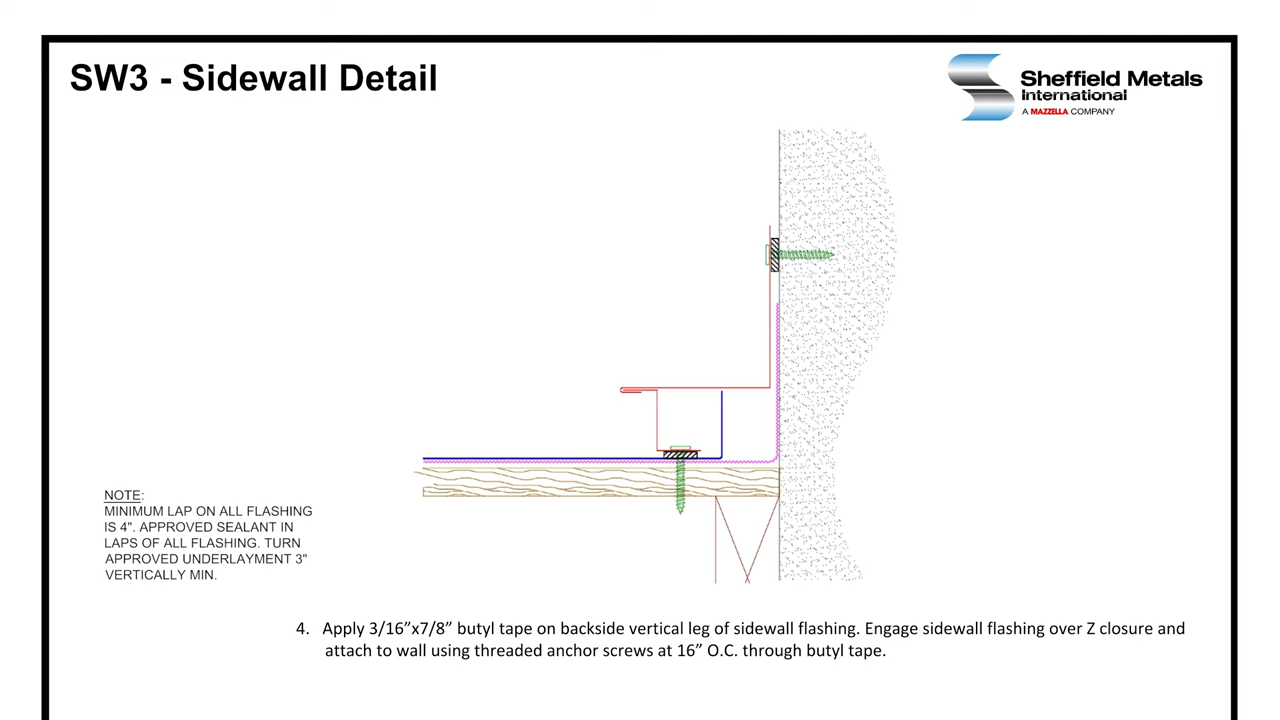 SW3 - Sidewall Detail
Sheffield Metals
International
A MAZZELLA COMPANY
NOTE:
MINIMUM LAP ON ALL FLASHING
IS 4". APPROVED SEALANT IN
LAPS OF ALL FLASHING. TURN
APPROVED UNDERLAYMENT 3"
VERTICALLY MIN.
4. Apply 3/16”x7/8” butyl tape on backside vertical leg of sidewall flashing. Engage sidewall flashing over Z closure and
attach to wall using threaded anchor screws at 16” O.C. through butyl tape.